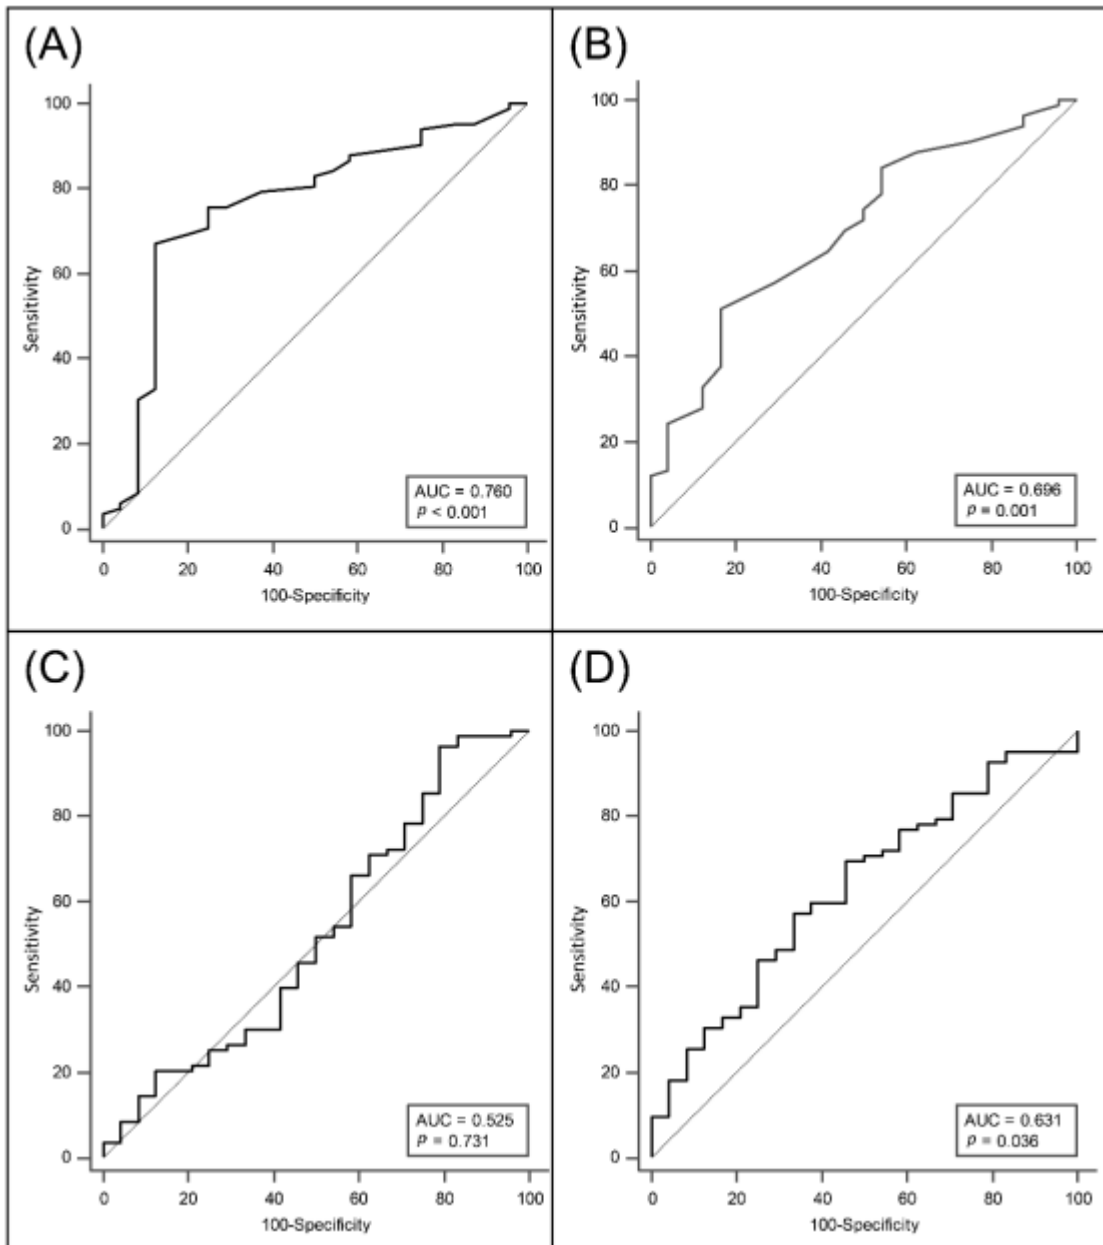 (A)
100
80
60
40
20
0
Sensitivity
AUC = 0.760
p < 0.001
0 20 40 60 80 100
100-Specificity
(B)
100
80
60
40
20
0
Sensitivity
AUC = 0.696
p = 0.001
0 20 40 60 80 100
100-Specificity
(C)
100
80
60
40
20
0
Sensitivity
AUC = 0.525
p = 0.731
0 20 40 60 80 100
100-Specificity
(D)
100
80
60
40
20
0
Sensitivity
AUC = 0.631
p = 0.036
0 20 40 60 80 100
100-Specificity